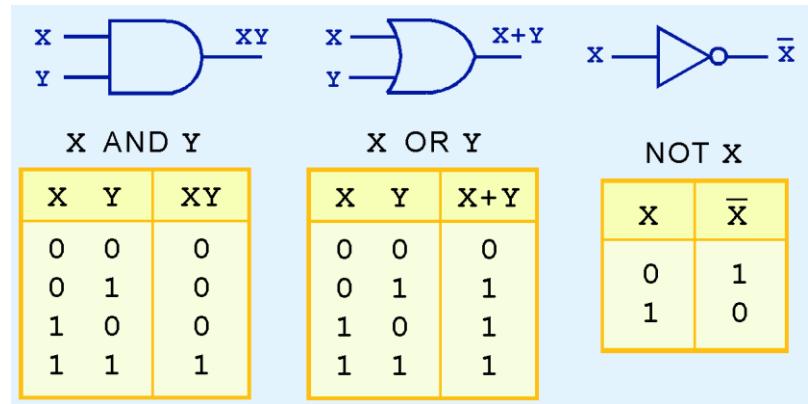 X XY
Y
X AND Y
X Y XY
0 0 0
0 1 0
1 0 0
1 1 1
X X+Y
Y
X OR Y
X Y X+Y
0 0 0
0 1 1
1 0 1
1 1 1
X X̅
NOT X
X X̅
0 1
1 0